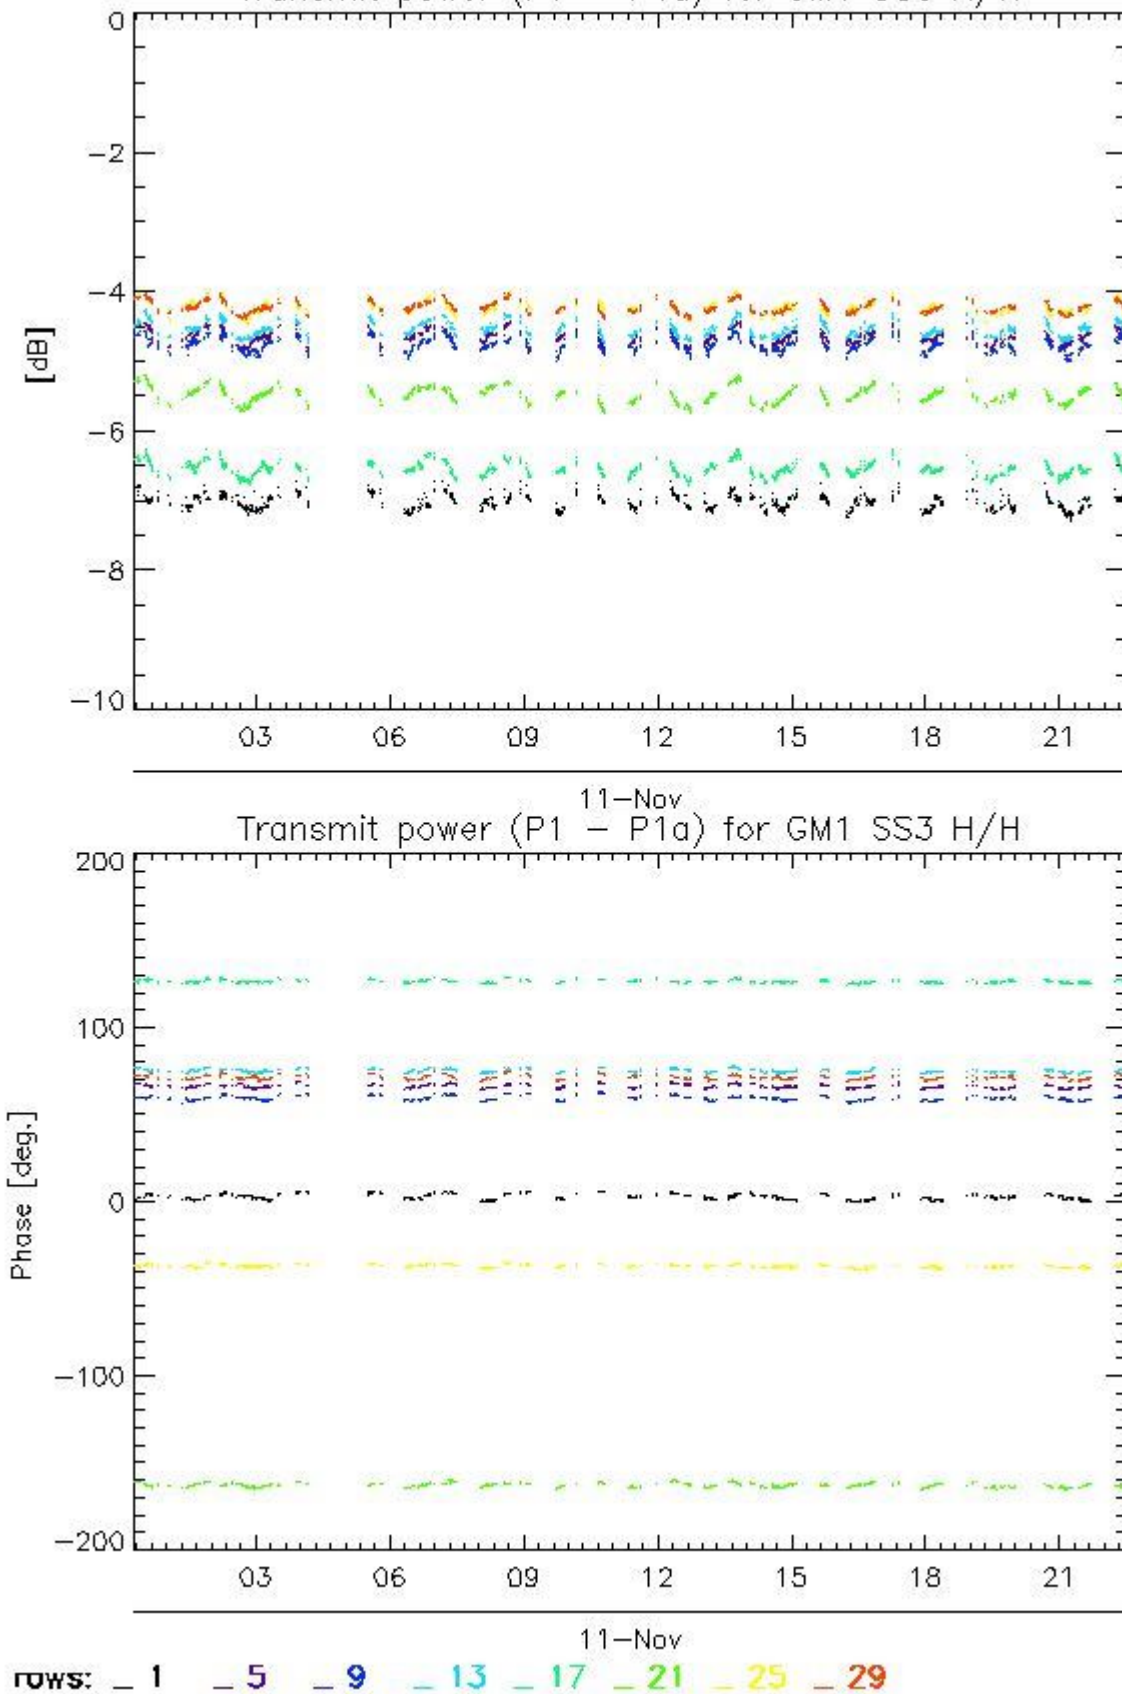 0
-2
-4
[dB]
-6
-8
-10
03 06 09 12 15 18 21
11-Nov
Transmit power (P1 - P1a) for GM1 SS3 H/H
200
100
Phase [deg.]
0
-100
-200
03 06 09 12 15 18 21
11-Nov
rows: _ 1 _ 5 _ 9 _ 13 _ 17 _ 21 _ 25 _ 29